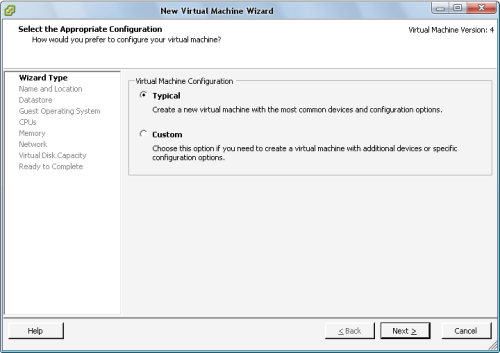 New Virtual Machine Wizard
Select the Appropriate Configuration
How would you prefer to configure your virtual machine?
Virtual Machine Version: 4
Wizard Type
Name and Location
Datastore
Guest Operating System
CPUs
Memory
Network
Virtual Disk Capacity
Ready to Complete
Virtual Machine Configuration
Typical
Create a new virtual machine with the most common devices and configuration options.
Custom
Choose this option if you need to create a virtual machine with additional devices or specific
configuration options.
Help
< Back
Next >
Cancel